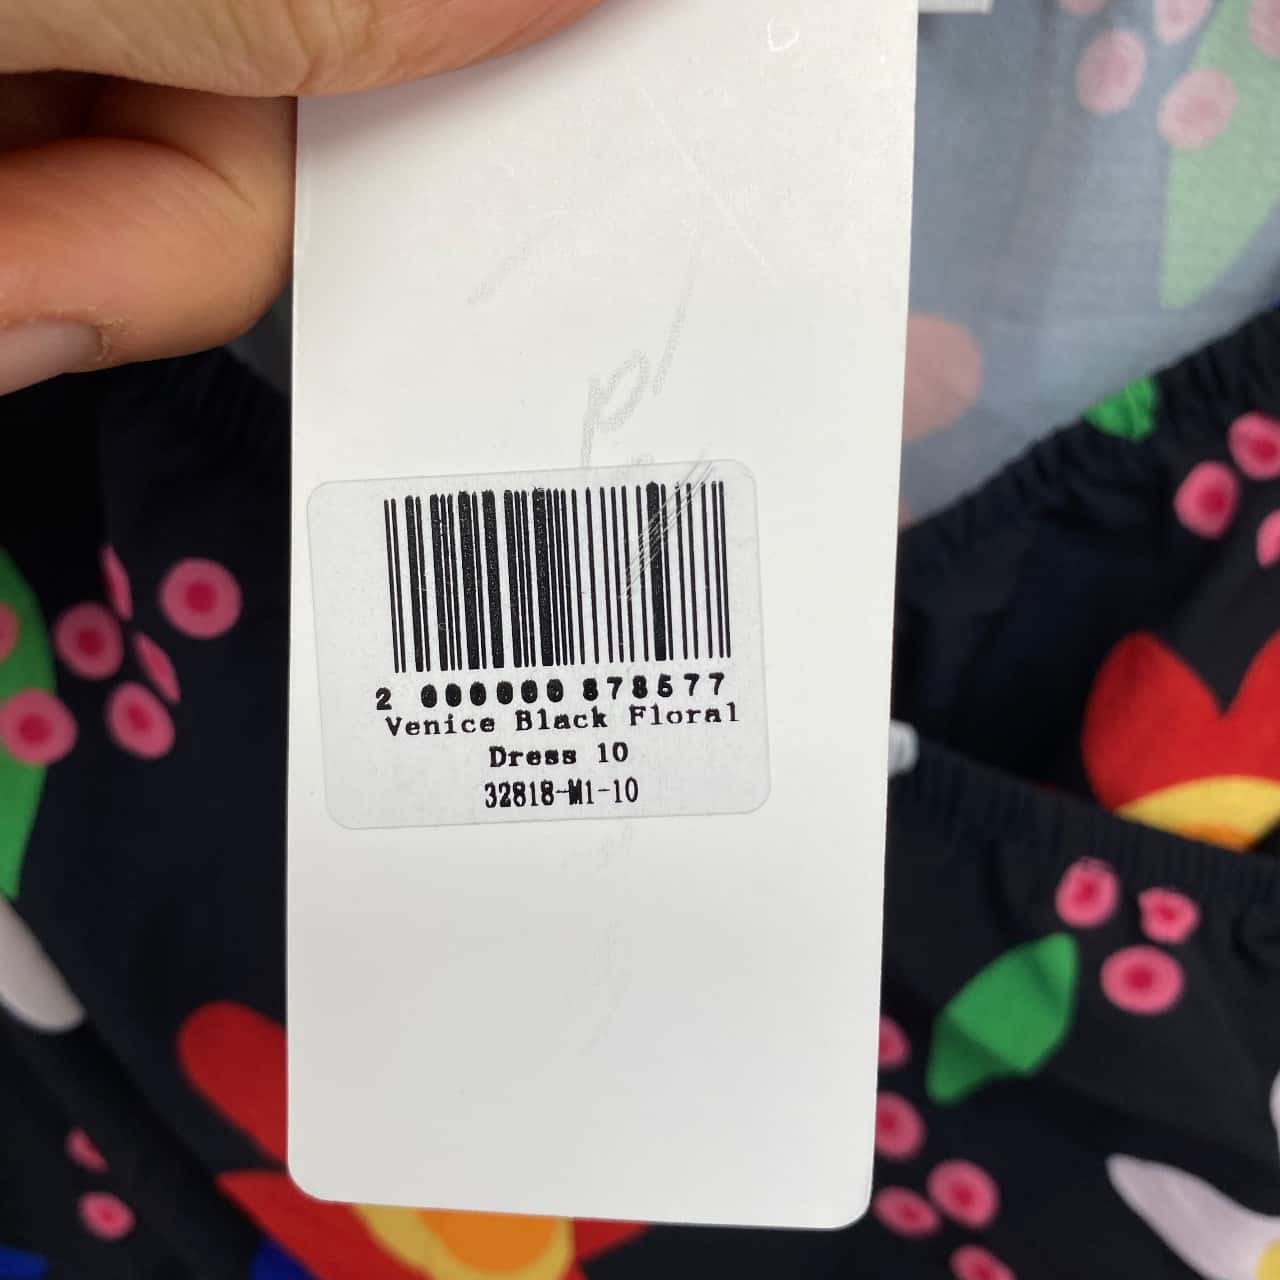 2 000000 878577
Venice Black Floral
Dress 10
32818-M1-10